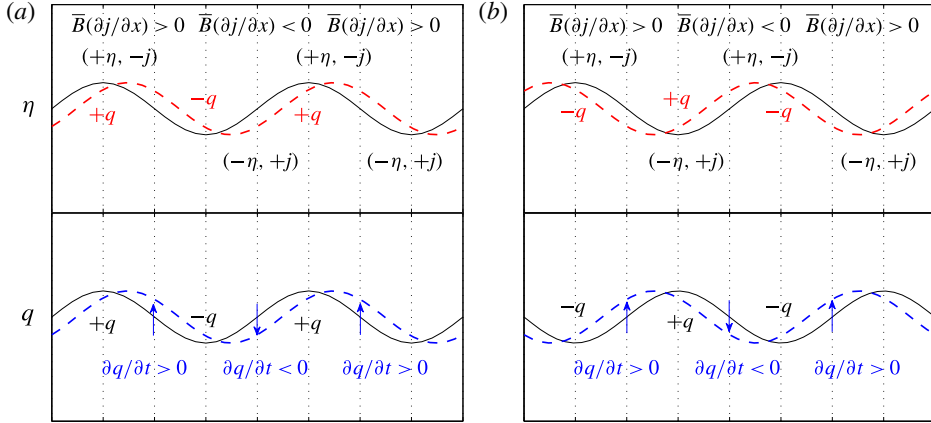 (a)
B̅(∂j/∂x) > 0 B̅(∂j/∂x) < 0 B̅(∂j/∂x) > 0
(+η, −j) (+η, −j)
−q
η
+q +q
(−η, +j) (−η, +j)
q
+q −q +q
∂q/∂t > 0 ∂q/∂t < 0 ∂q/∂t > 0
(b)
B̅(∂j/∂x) > 0 B̅(∂j/∂x) < 0 B̅(∂j/∂x) > 0
(+η, −j) (+η, −j)
+q
−q −q
(−η, +j) (−η, +j)
−q +q −q
∂q/∂t > 0 ∂q/∂t < 0 ∂q/∂t > 0